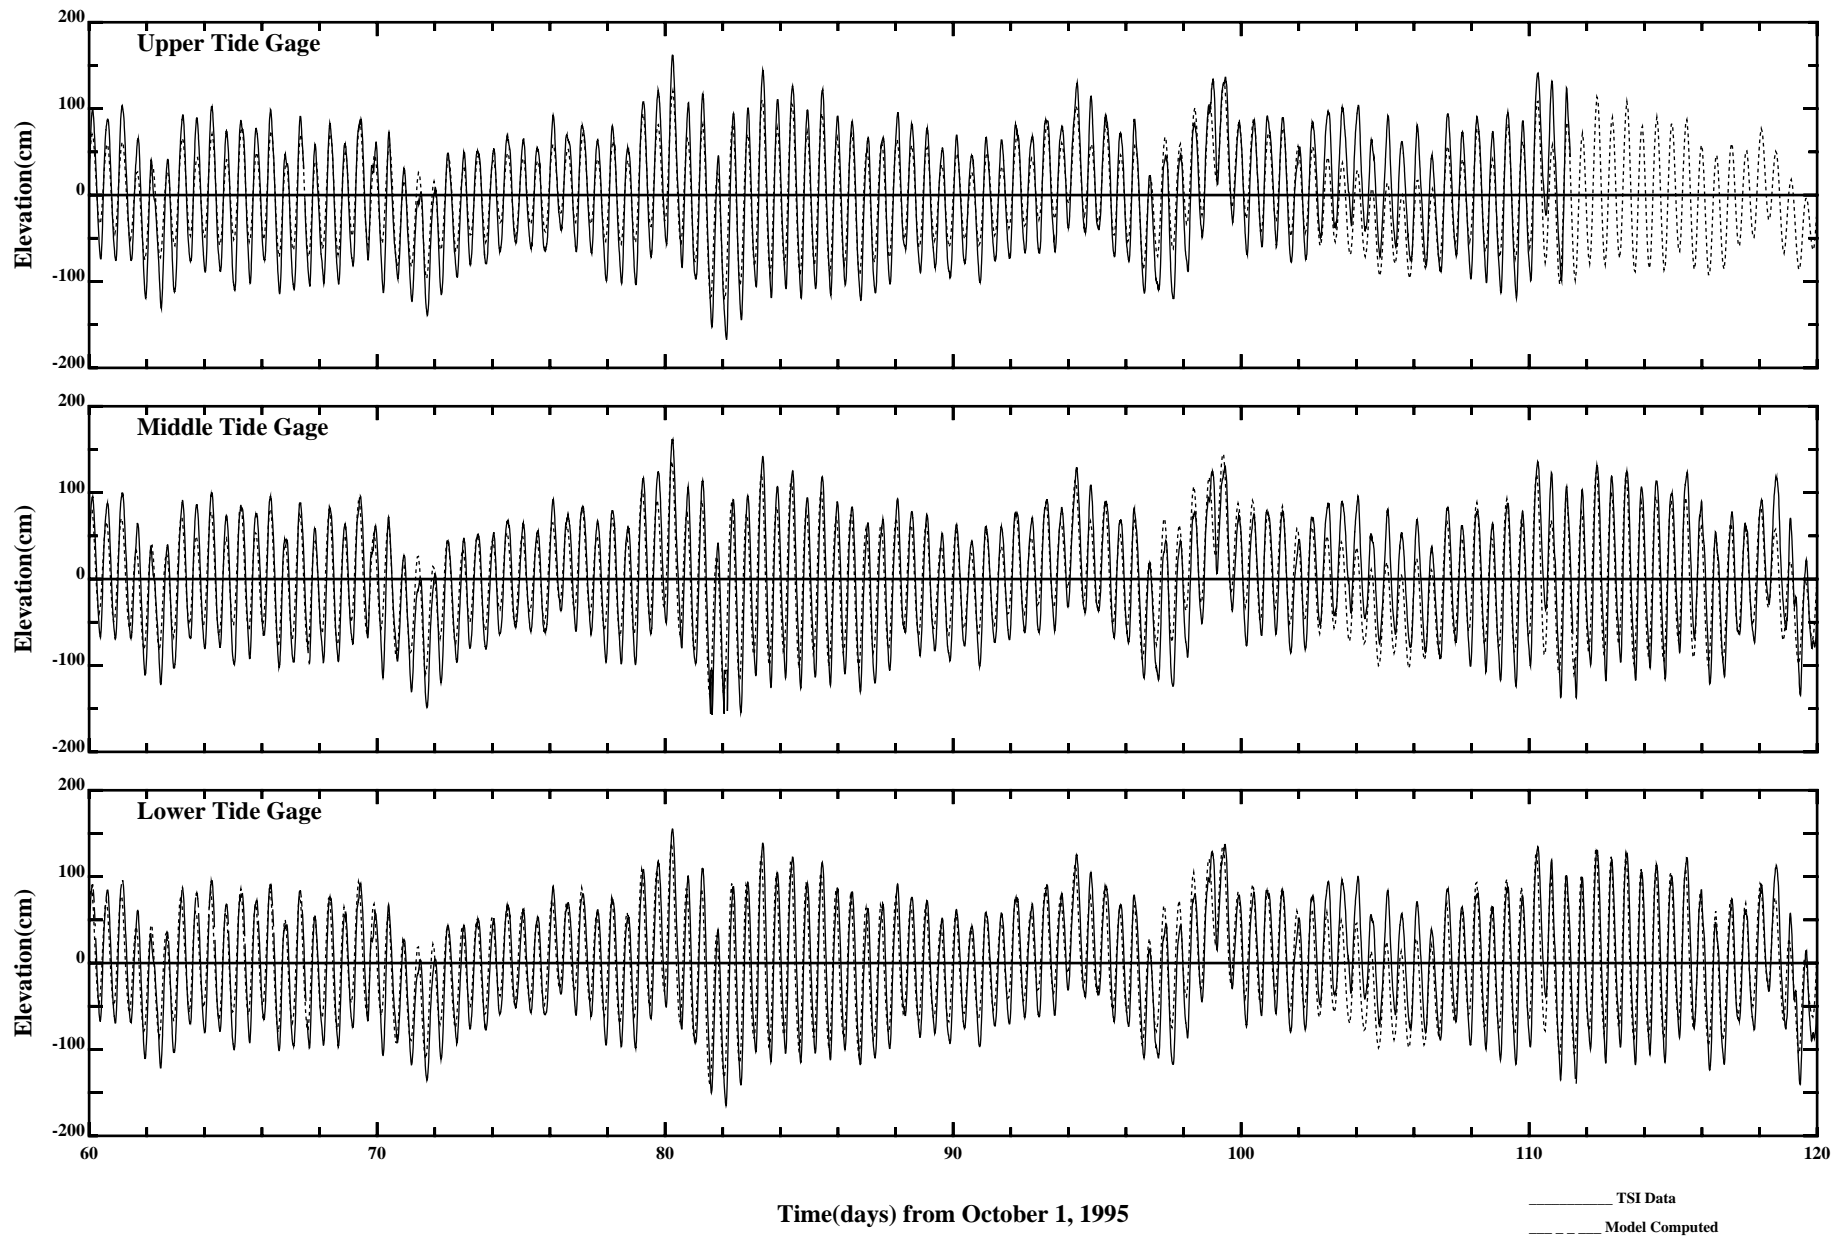 200
Upper Tide Gage
100
0
-100
-200
Elevation(cm)
200
Middle Tide Gage
100
0
-100
-200
Elevation(cm)
200
Lower Tide Gage
100
0
-100
-200
Elevation(cm)
60 70 80 90 100 110 120
Time(days) from October 1, 1995
TSI Data
Model Computed